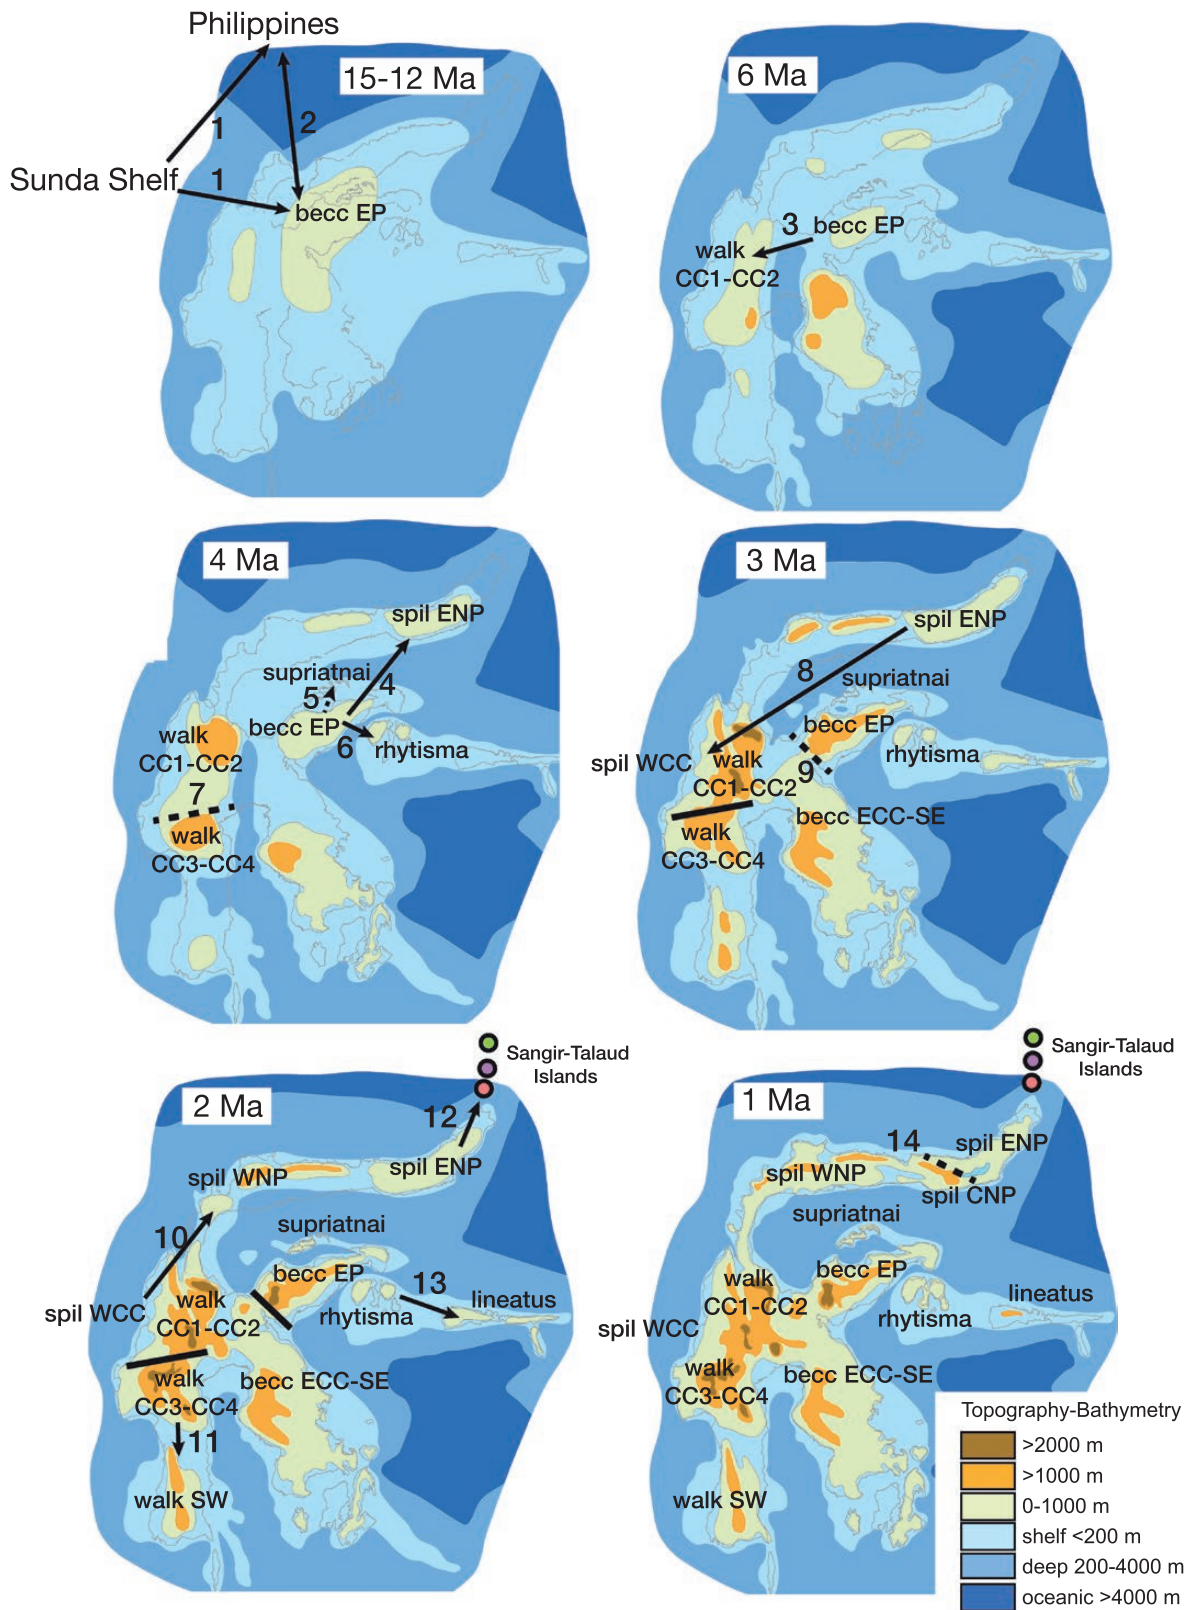 Philippines
15-12 Ma
1
2
Sunda Shelf
1
becc EP
6 Ma
3
becc EP
walk
CC1-CC2
4 Ma
spil ENP
supriatnai
5
4
becc EP
6
rhytisma
walk
CC1-CC2
7
walk
CC3-CC4
3 Ma
spil ENP
8
supriatnai
becc EP
rhytisma
spil WCC
walk
CC1-CC2
9
becc ECC-SE
walk
CC3-CC4
Sangir-Talaud
Islands
2 Ma
12
spil WNP
spil ENP
10
supriatnai
becc EP
13
lineatus
spil WCC
walk
CC1-CC2
rhytisma
walk
CC3-CC4
becc ECC-SE
11
walk SW
Sangir-Talaud
Islands
1 Ma
14
spil ENP
spil WNP
spil CNP
supriatnai
becc EP
walk
CC1-CC2
lineatus
rhytisma
spil WCC
walk
CC3-CC4
becc ECC-SE
walk SW
Topography-Bathymetry
>2000 m
>1000 m
0-1000 m
shelf <200 m
deep 200-4000 m
oceanic >4000 m